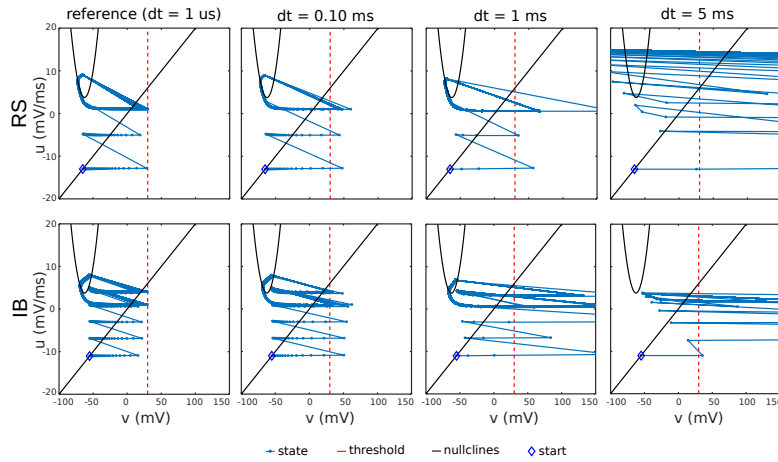 reference (dt = 1 us)
dt = 0.10 ms
dt = 1 ms
dt = 5 ms
RS
u (mV/ms)
20
10
0
-10
-20
IB
u (mV/ms)
20
10
0
-10
-20
-100 -50 0 50 100 150
-100 -50 0 50 100 150
-100 -50 0 50 100 150
-100 -50 0 50 100 150
v (mV)
v (mV)
v (mV)
v (mV)
state
threshold
nullclines
start